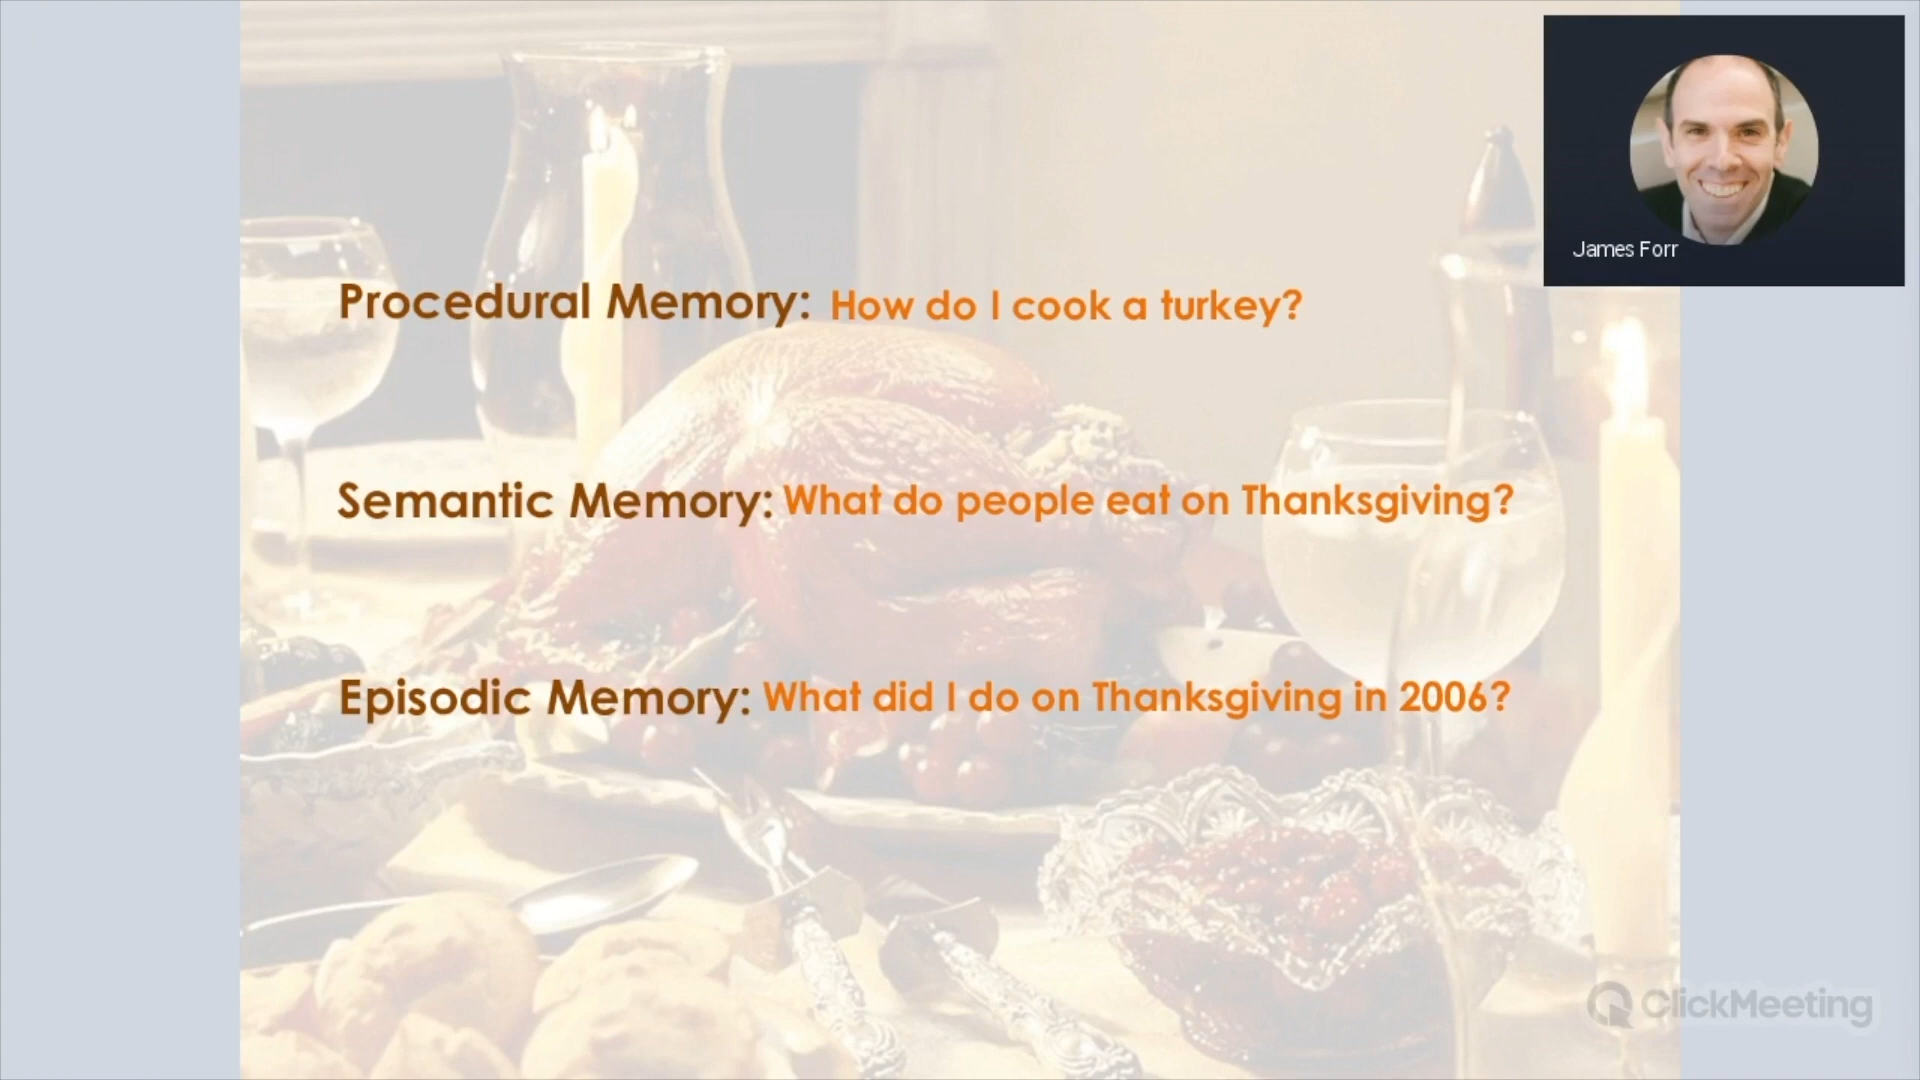 James Forr
Procedural Memory: How do I cook a turkey?
Semantic Memory: What do people eat on Thanksgiving?
Episodic Memory: What did I do on Thanksgiving in 2006?
ClickMeeting